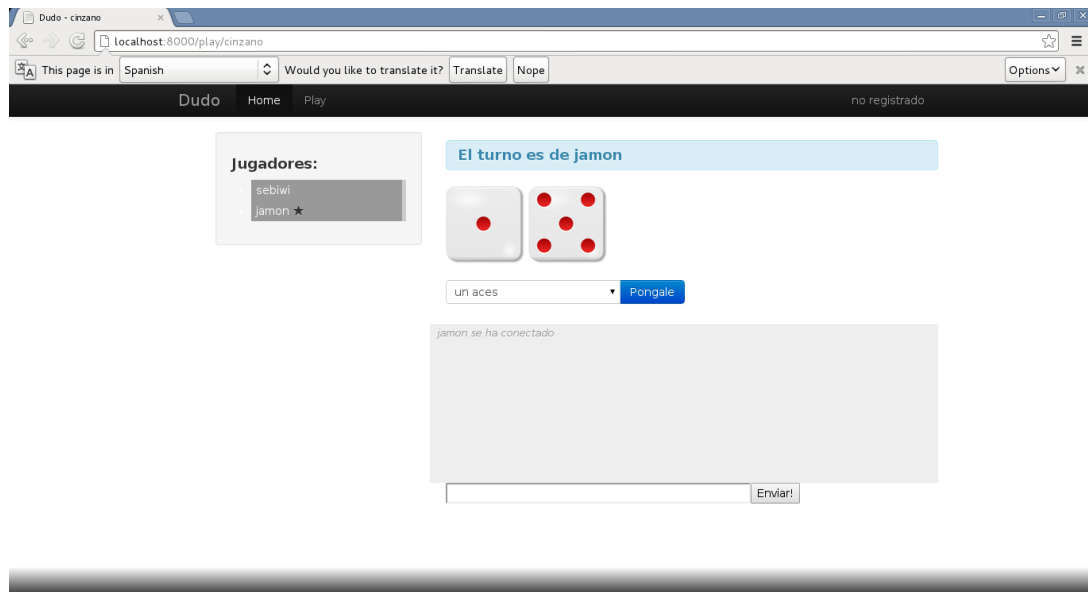 Dudo - cinzano
localhost:8000/play/cinzano
This page is in Spanish Would you like to translate it? Translate Nope Options
Dudo Home Play no registrado
Jugadores:
sebiwi
jamon ★
El turno es de jamon
un aces Pongale
jamon se ha conectado
Enviar!